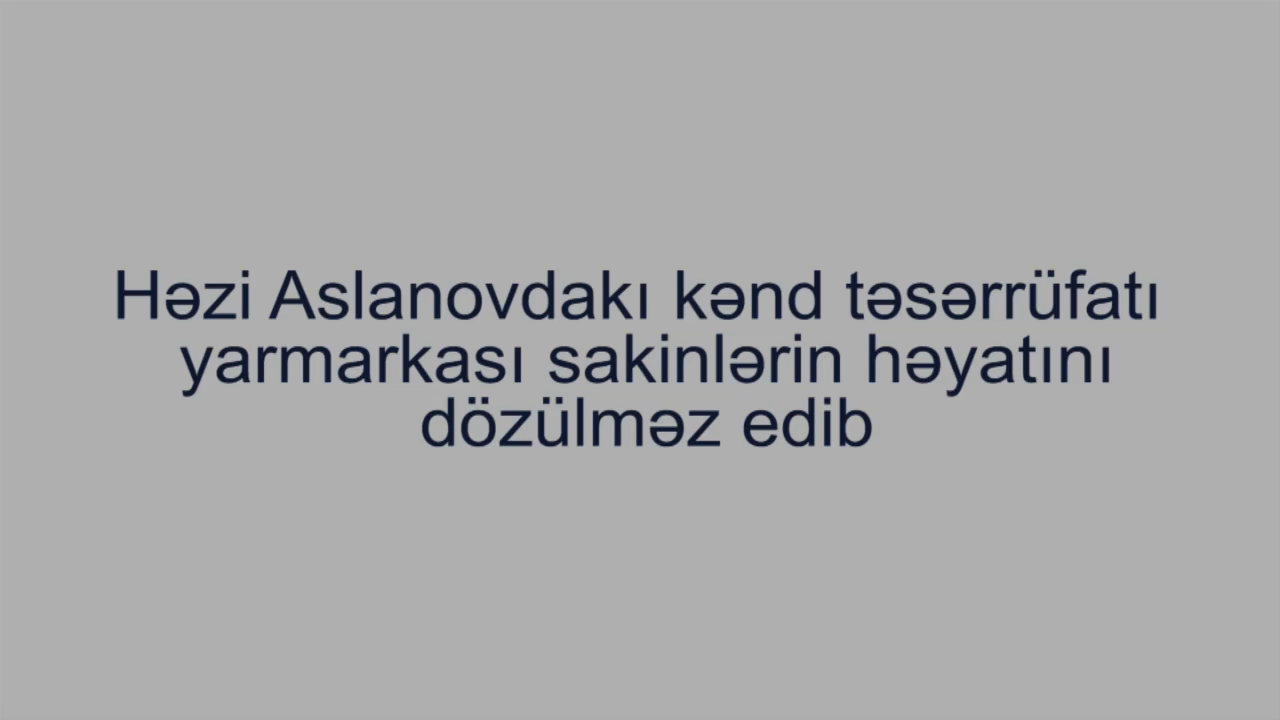 Həzi Aslanovdakı kənd təsərrüfatı
yarmarkası sakinlərin həyatını
dözülməz edib